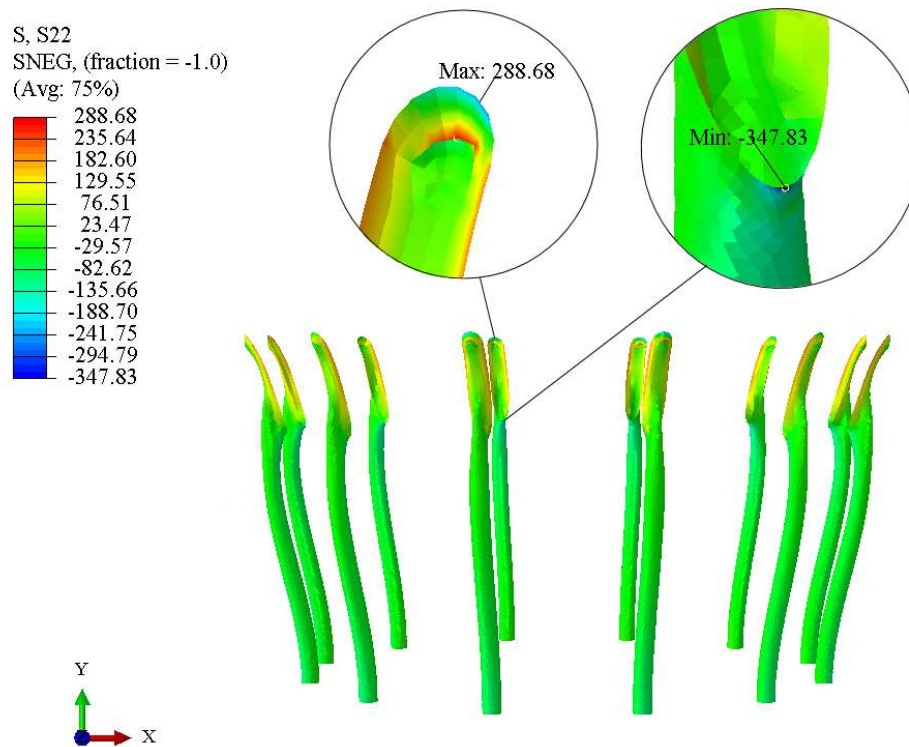 S, S22
SNEG, (fraction = -1.0)
(Avg: 75%)
288.68
235.64
182.60
129.55
76.51
23.47
-29.57
-82.62
-135.66
-188.70
-241.75
-294.79
-347.83
Max: 288.68
Min: -347.83
Y
X